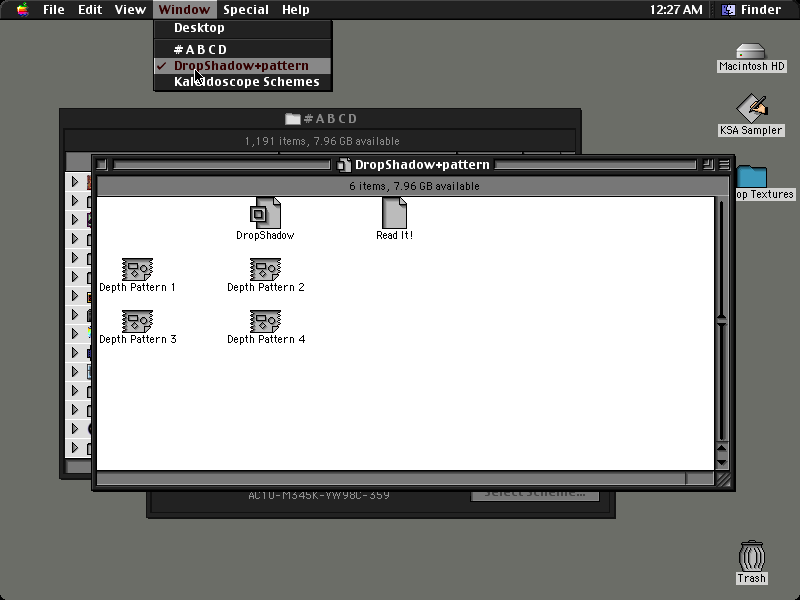 File Edit View Window Special Help 12:27 AM Finder
Desktop
# A B C D
DropShadow+pattern
Kaleidoscope Schemes
Macintosh HD
KSA Sampler
op Textures
# A B C D
1,191 items, 7.96 GB available
DropShadow+pattern
6 items, 7.96 GB available
DropShadow Read It!
Depth Pattern 1 Depth Pattern 2
Depth Pattern 3 Depth Pattern 4
AC10-M345K-YW98C-359 Select Scheme...
Trash